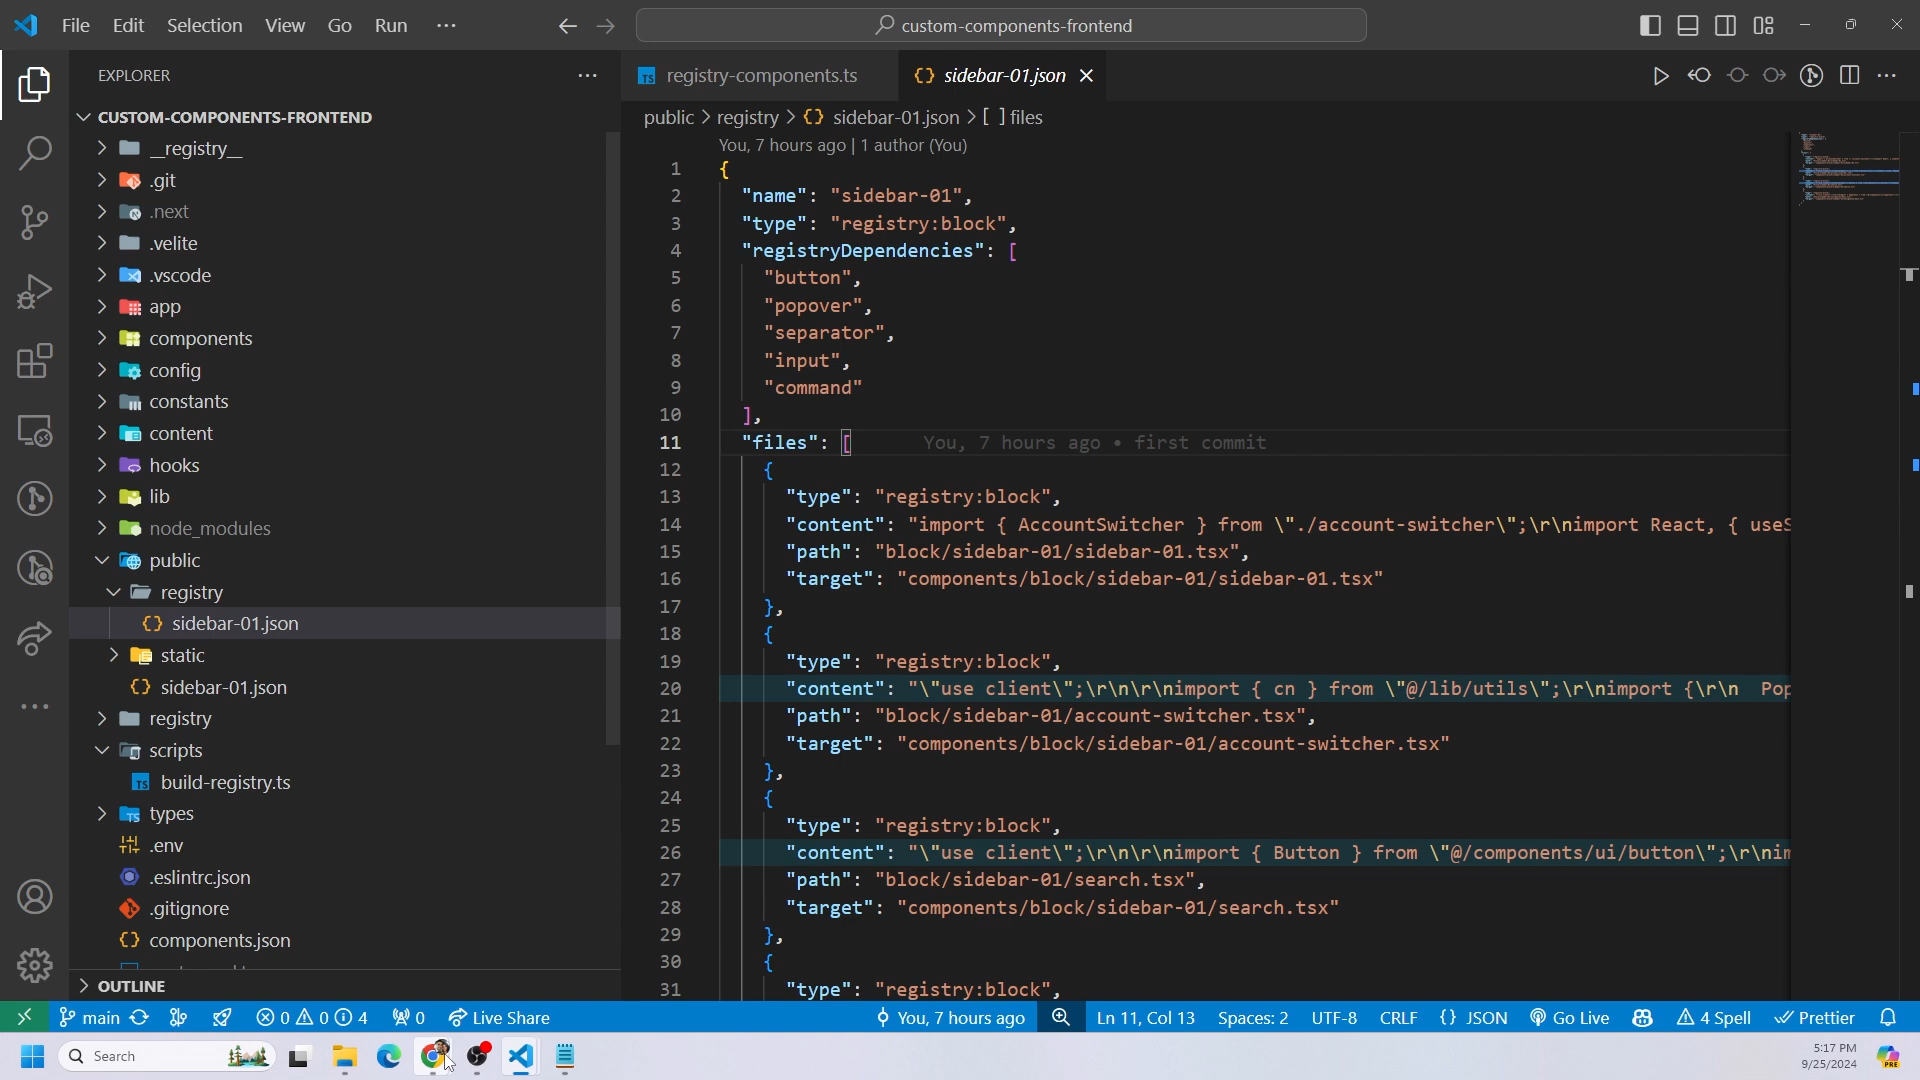 File Edit Selection View Go Run ···
custom-components-frontend
EXPLORER
registry-components.ts
sidebar-01.json
CUSTOM-COMPONENTS-FRONTEND
__registry__
.git
.next
.velite
.vscode
app
components
config
constants
content
hooks
lib
node_modules
public
registry
sidebar-01.json
static
sidebar-01.json
registry
scripts
build-registry.ts
types
.env
.eslintrc.json
.gitignore
components.json
OUTLINE
public > registry > {} sidebar-01.json > [ ] files
You, 7 hours ago | 1 author (You)
1 {
2 "name": "sidebar-01",
3 "type": "registry:block",
4 "registryDependencies": [
5 "button",
6 "popover",
7 "separator",
8 "input",
9 "command"
10 ],
11 "files": [ You, 7 hours ago • first commit
12 {
13 "type": "registry:block",
14 "content": "import { AccountSwitcher } from \"./account-switcher\";\r\nimport React, { useS
15 "path": "block/sidebar-01/sidebar-01.tsx",
16 "target": "components/block/sidebar-01/sidebar-01.tsx"
17 },
18 {
19 "type": "registry:block",
20 "content": "\"use client\";\r\n\r\nimport { cn } from \"@/lib/utils\";\r\nimport {\r\n  Pop
21 "path": "block/sidebar-01/account-switcher.tsx",
22 "target": "components/block/sidebar-01/account-switcher.tsx"
23 },
24 {
25 "type": "registry:block",
26 "content": "\"use client\";\r\n\r\nimport { Button } from \"@/components/ui/button\";\r\nim
27 "path": "block/sidebar-01/search.tsx",
28 "target": "components/block/sidebar-01/search.tsx"
29 },
30 {
31 "type": "registry:block",
main 0 0 4 0 Live Share You, 7 hours ago Ln 11, Col 13 Spaces: 2 UTF-8 CRLF {} JSON Go Live 4 Spell Prettier
Search
5:17 PM
9/25/2024